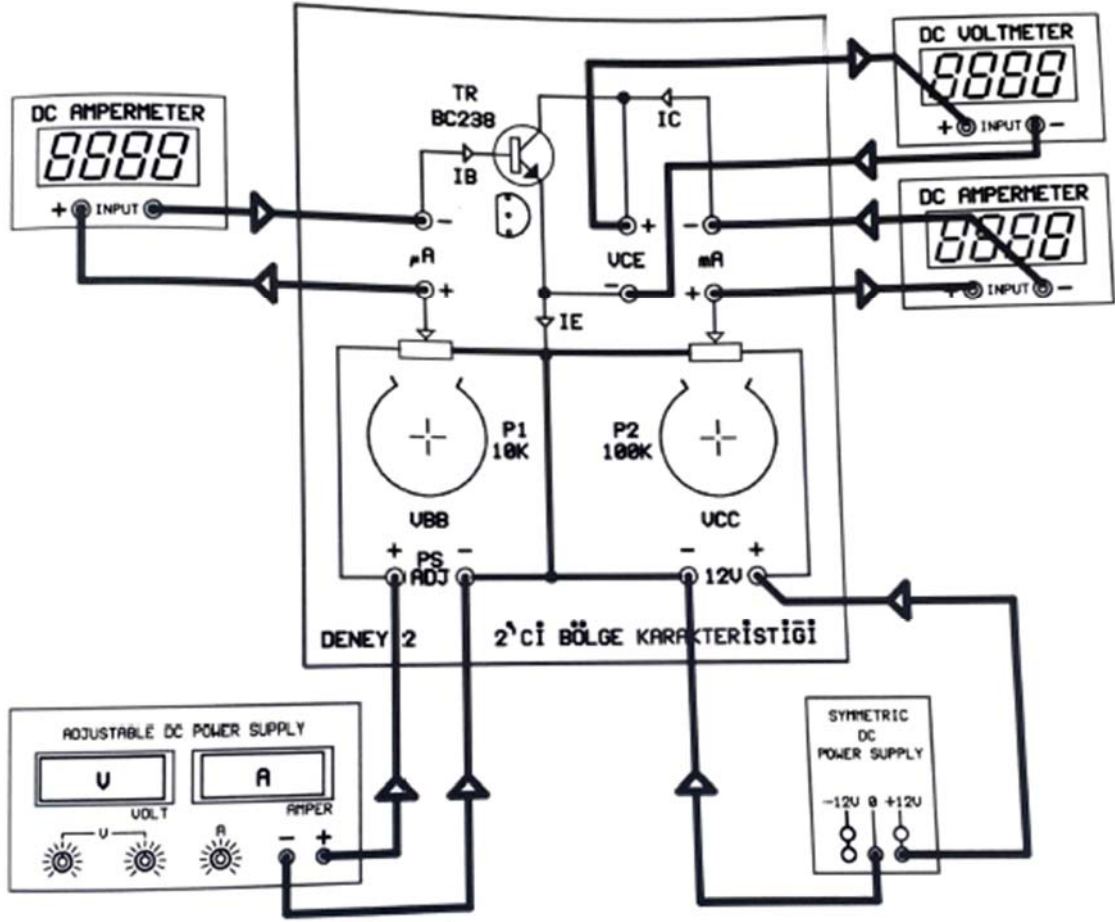 DC VOLTMETER
8888
+ INPUT -
DC AMPERMETER
8888
+ INPUT
TR
BC238
IC
IB
DC AMPERMETER
8888
+ INPUT -
-
µA
+
+
VCE
-
-
mA
+
IE
P1
10K
P2
100K
VBB
VCC
+ PS ADJ -
- 12V +
DENEY 2
2'Cİ BÖLGE KARAKTERİSTİĞİ
ADJUSTABLE DC POWER SUPPLY
V
A
VOLT
AMPER
V
A
- +
SYMMETRIC
DC
POWER SUPPLY
-12V 0 +12V